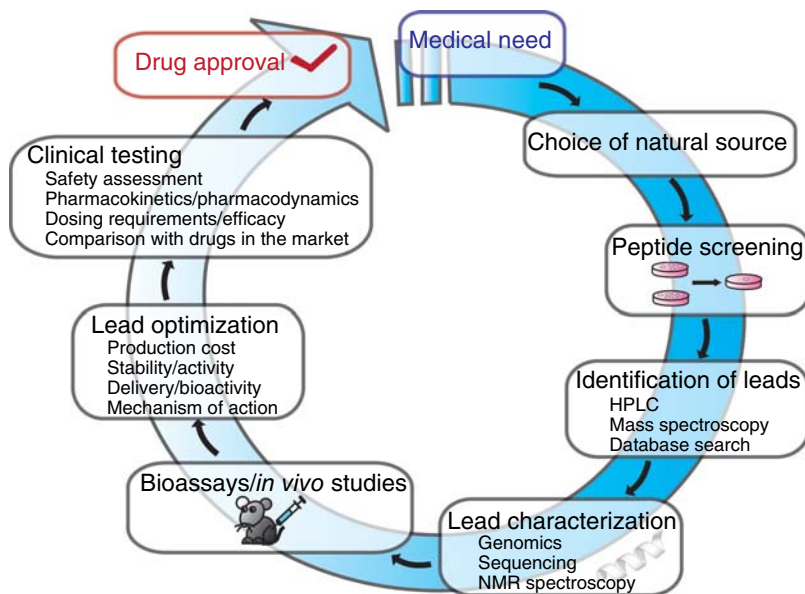 Medical need
Choice of natural source
Peptide screening
Identification of leads
HPLC
Mass spectroscopy
Database search
Lead characterization
Genomics
Sequencing
NMR spectroscopy
Bioassays/in vivo studies
Lead optimization
Production cost
Stability/activity
Delivery/bioactivity
Mechanism of action
Clinical testing
Safety assessment
Pharmacokinetics/pharmacodynamics
Dosing requirements/efficacy
Comparison with drugs in the market
Drug approval